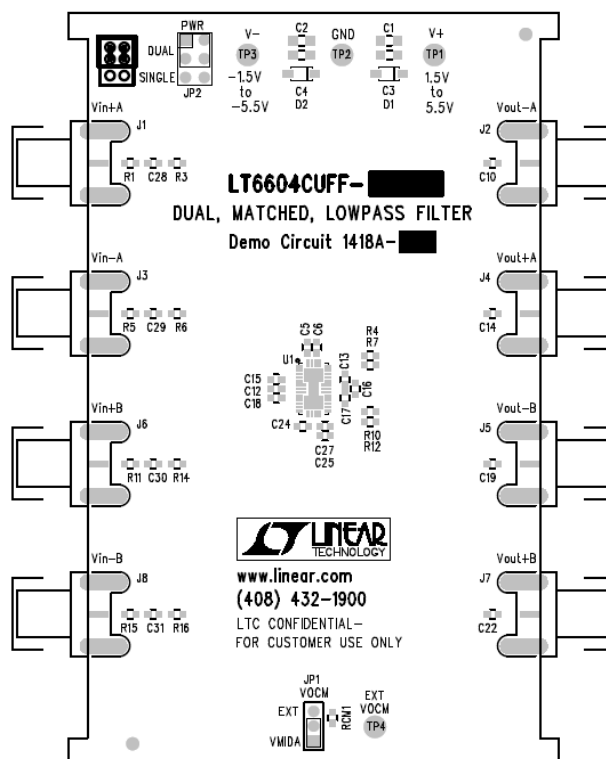 PWR
DUAL
SINGLE
JP2
V-
TP3
-1.5V
to
-5.5V
C2
C4
D2
GND
TP2
C1
C3
D1
V+
TP1
1.5V
to
5.5V
Vin+A
J1
R1 C28 R3
Vout-A
J2
C10
LT6604CUFF-
DUAL, MATCHED, LOWPASS FILTER
Demo Circuit 1418A-
Vin-A
J3
R5 C29 R6
Vout+A
J4
C14
C5
C6
U1
C15
C12
C18
C24
C13
C16
C17
R4
R7
R10
R12
C27
C25
Vin+B
J6
R11 C30 R14
Vout-B
J5
C19
LINEAR
TECHNOLOGY
www.linear.com
(408) 432-1900
LTC CONFIDENTIAL-
FOR CUSTOMER USE ONLY
Vin-B
J8
R15 C31 R16
Vout+B
J7
C22
JP1
VOCM
EXT
VMIDA
RCM1
EXT
VOCM
TP4